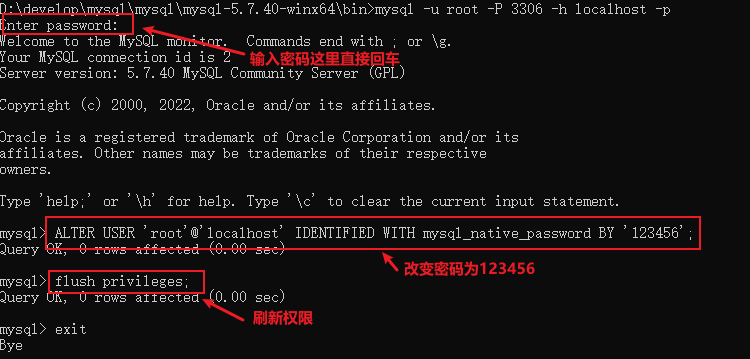 D:\develop\mysql\mysql\mysql-5.7.40-winx64\bin>mysql -u root -P 3306 -h localhost -p
Enter password:
Welcome to the MySQL monitor.  Commands end with ; or \g.
输入密码这里直接回车
Your MySQL connection id is 2
Server version: 5.7.40 MySQL Community Server (GPL)
Copyright (c) 2000, 2022, Oracle and/or its affiliates.
Oracle is a registered trademark of Oracle Corporation and/or its
affiliates. Other names may be trademarks of their respective
owners.
Type 'help;' or '\h' for help. Type '\c' to clear the current input statement.
mysql> ALTER USER 'root'@'localhost' IDENTIFIED WITH mysql_native_password BY '123456';
Query OK, 0 rows affected (0.00 sec)
改变密码为123456
mysql> flush privileges;
Query OK, 0 rows affected (0.00 sec)
刷新权限
mysql> exit
Bye